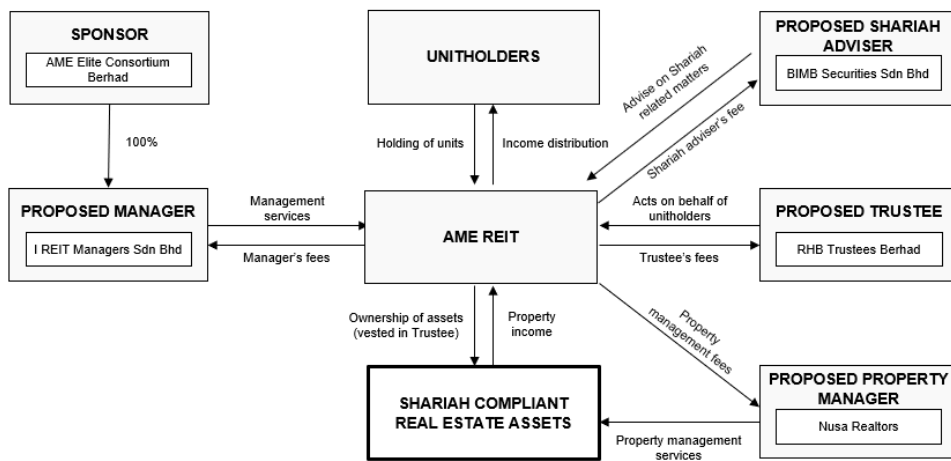 SPONSOR
AME Elite Consortium
Berhad
UNITHOLDERS
PROPOSED SHARIAH
ADVISER
BIMB Securities Sdn Bhd
Advise on Shariah
related matters
Shariah adviser's fee
100%
Holding of units
Income distribution
PROPOSED MANAGER
I REIT Managers Sdn Bhd
Management
services
Manager's fees
AME REIT
Acts on behalf of
unitholders
Trustee's fees
PROPOSED TRUSTEE
RHB Trustees Berhad
Ownership of assets
(vested in Trustee)
Property
income
Property
management fees
SHARIAH COMPLIANT
REAL ESTATE ASSETS
Property management
services
PROPOSED PROPERTY
MANAGER
Nusa Realtors